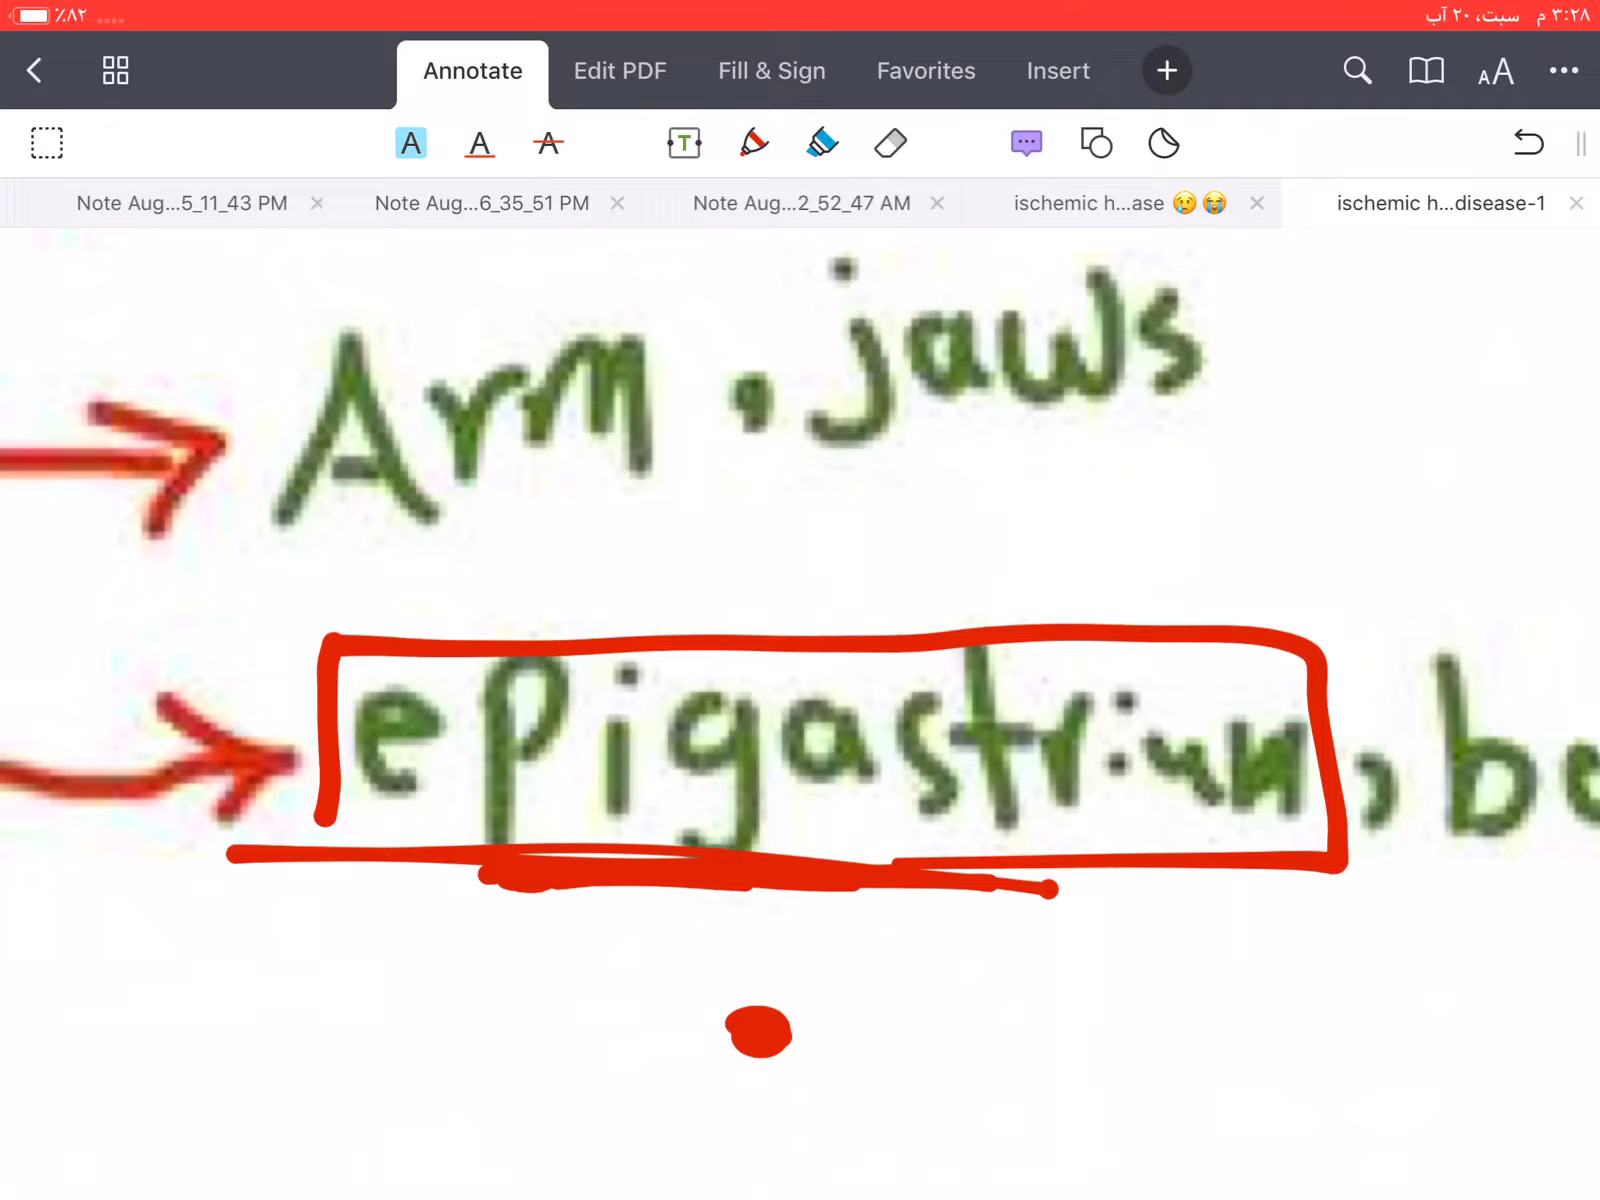 ٪٨٢ سبت، ٢٠ آب ٣:٢٨ م
Annotate Edit PDF Fill & Sign Favorites Insert
Note Aug...5_11_43 PM Note Aug...6_35_51 PM Note Aug...2_52_47 AM ischemic h...ase 😢 😭 ischemic h...disease-1
Arm . jaws
epigastrium,